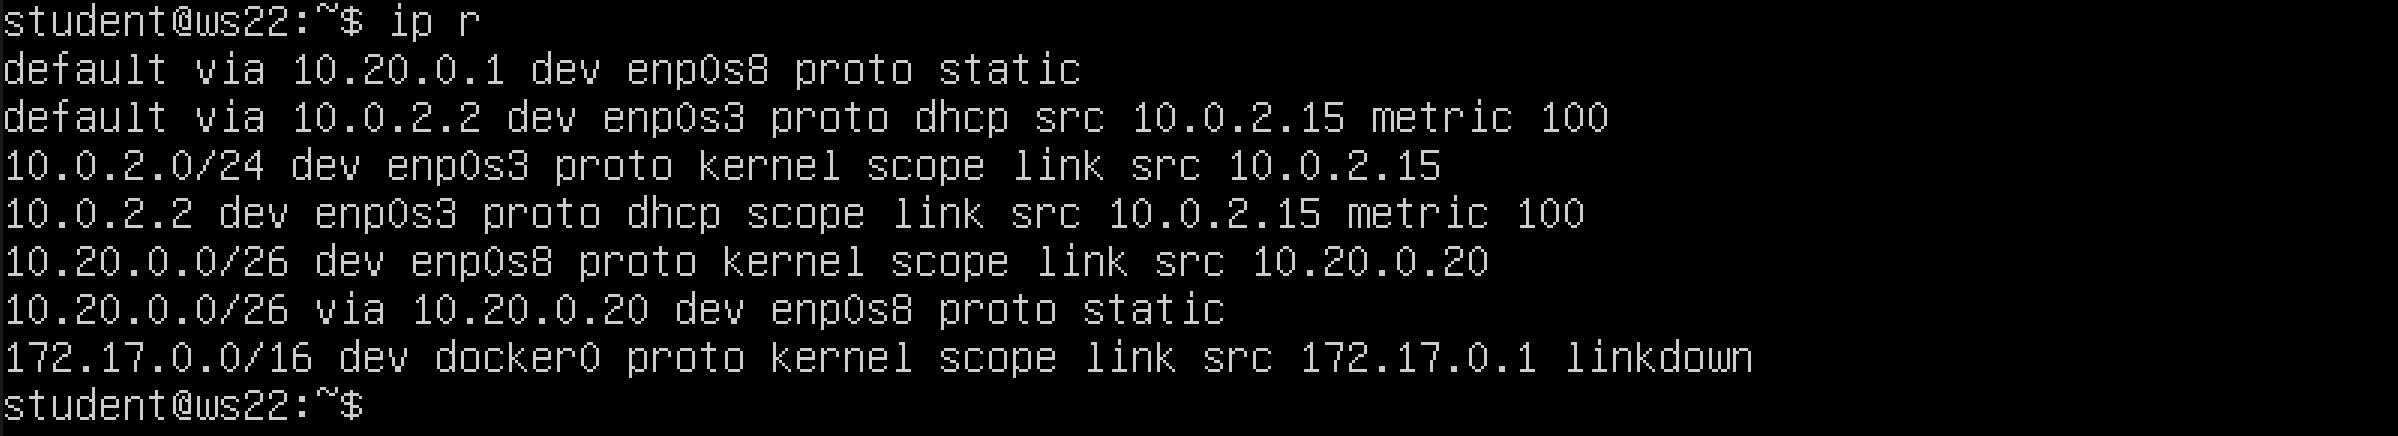 student@ws22:~$ ip r
default via 10.20.0.1 dev enp0s8 proto static
default via 10.0.2.2 dev enp0s3 proto dhcp src 10.0.2.15 metric 100
10.0.2.0/24 dev enp0s3 proto kernel scope link src 10.0.2.15
10.0.2.2 dev enp0s3 proto dhcp scope link src 10.0.2.15 metric 100
10.20.0.0/26 dev enp0s8 proto kernel scope link src 10.20.0.20
10.20.0.0/26 via 10.20.0.20 dev enp0s8 proto static
172.17.0.0/16 dev docker0 proto kernel scope link src 172.17.0.1 linkdown
student@ws22:~$